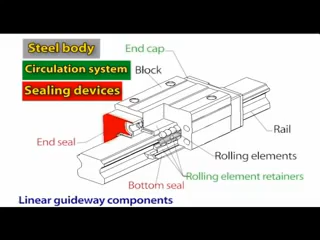 Steel body
End cap
Circulation system
Block
Sealing devices
End seal
Rail
Rolling elements
Rolling element retainers
Bottom seal
Linear guideway components